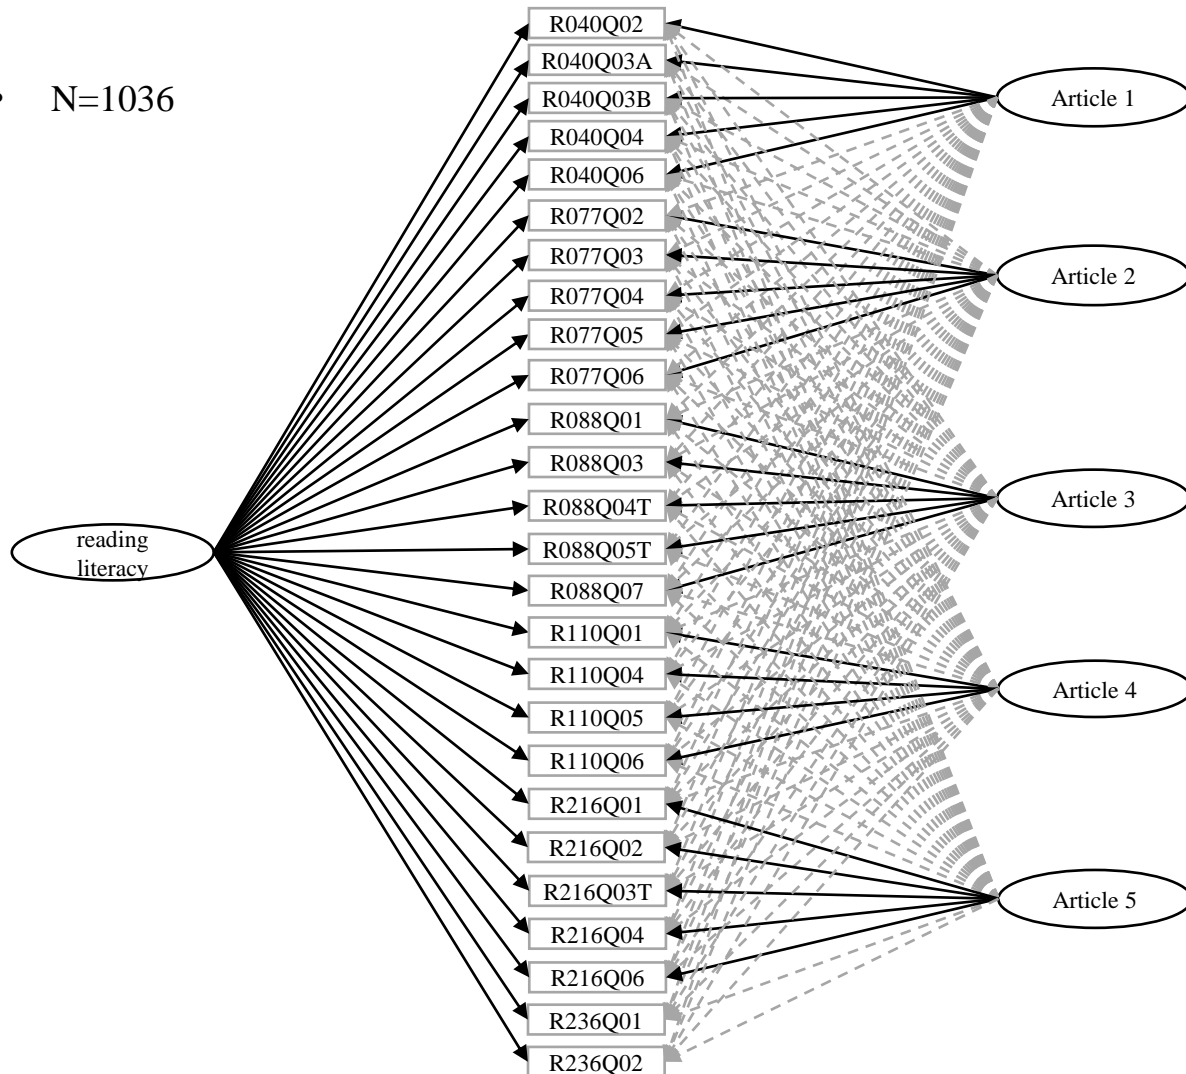 • N=1036
R040Q02
R040Q03A
R040Q03B
R040Q04
R040Q06
R077Q02
R077Q03
R077Q04
R077Q05
R077Q06
R088Q01
R088Q03
R088Q04T
R088Q05T
R088Q07
R110Q01
R110Q04
R110Q05
R110Q06
R216Q01
R216Q02
R216Q03T
R216Q04
R216Q06
R236Q01
R236Q02
reading
literacy
Article 1
Article 2
Article 3
Article 4
Article 5